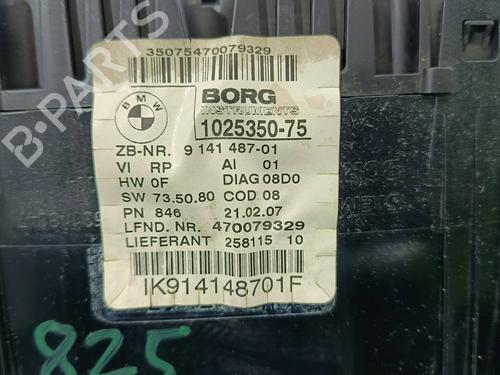 35075470079329
BMW
BORG
INSTRUMENTS
1025350-75
ZB-NR. 9 141 487-01
VI RP AI 01
HW 0F DIAG 08D0
SW 73.50.80 COD 08
PN 846 21.02.07
LFND. NR. 470079329
LIEFERANT 258115 10
IK914148701F
825
B-PARTS